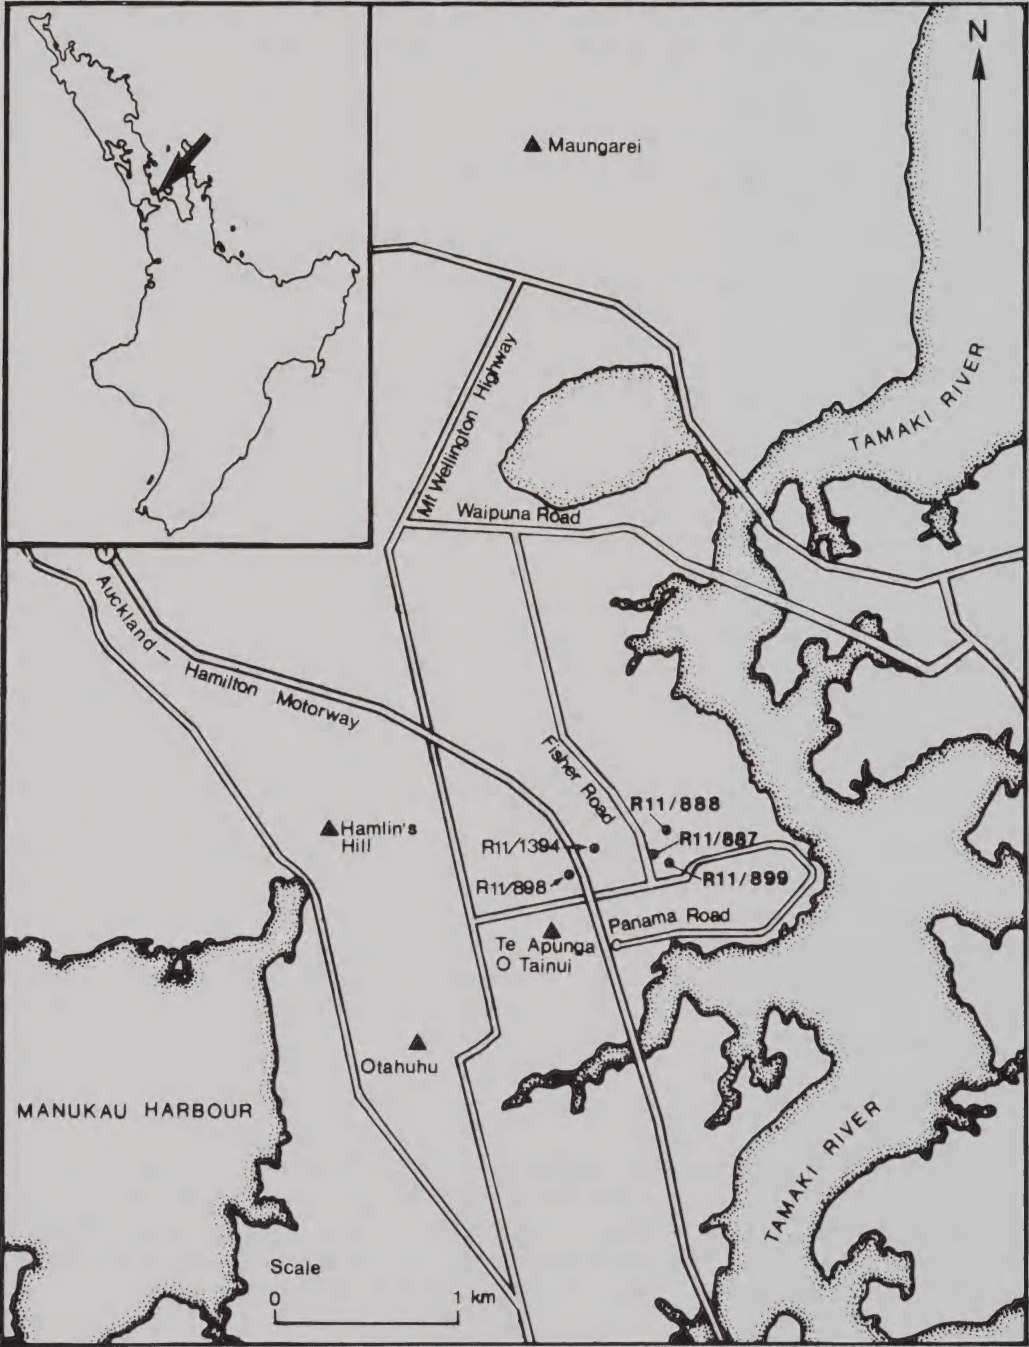 N
Maungarei
TAMAKI RIVER
Mt Wellington Highway
Waipuna Road
Auckland — Hamilton Motorway
Fisher Road
R11/888
R11/887
R11/1394
R11/899
R11/898
Hamlin's
Hill
Panama Road
Te Apunga
O Tainui
Otahuhu
MANUKAU HARBOUR
TAMAKI RIVER
Scale
0 1 km